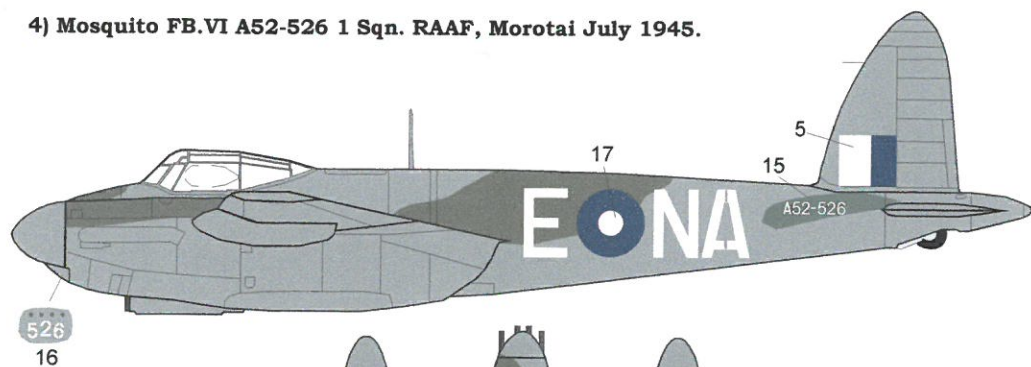 4) Mosquito FB.VI A52-526 1 Sqn. RAAF, Morotai July 1945.
5
17
15
E NA
A52-526
526
16